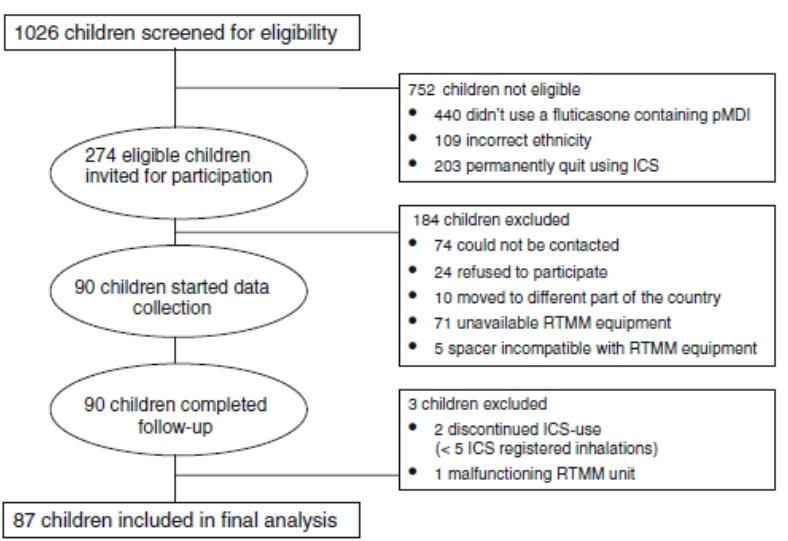 1026 children screened for eligibility
752 children not eligible
• 440 didn't use a fluticasone containing pMDI
• 109 incorrect ethnicity
• 203 permanently quit using ICS
274 eligible children
invited for participation
184 children excluded
• 74 could not be contacted
• 24 refused to participate
• 10 moved to different part of the country
• 71 unavailable RTMM equipment
• 5 spacer incompatible with RTMM equipment
90 children started data
collection
90 children completed
follow-up
3 children excluded
• 2 discontinued ICS-use
(< 5 ICS registered inhalations)
• 1 malfunctioning RTMM unit
87 children included in final analysis